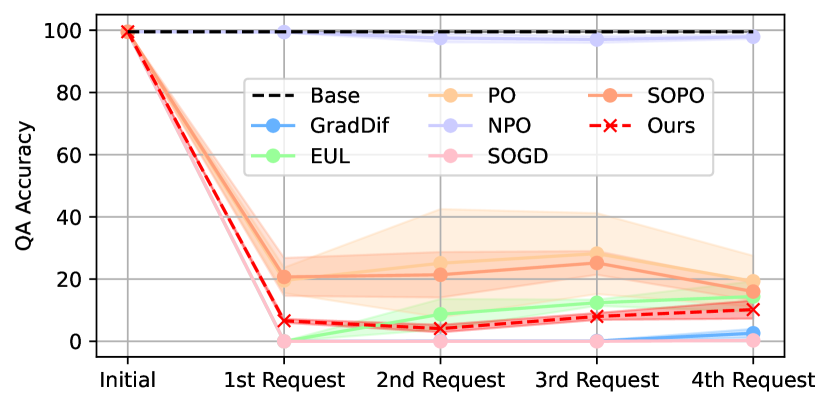 100
80
60
40
20
0
QA Accuracy
Base
GradDif
EUL
PO
NPO
SOGD
SOPO
Ours
Initial
1st Request
2nd Request
3rd Request
4th Request